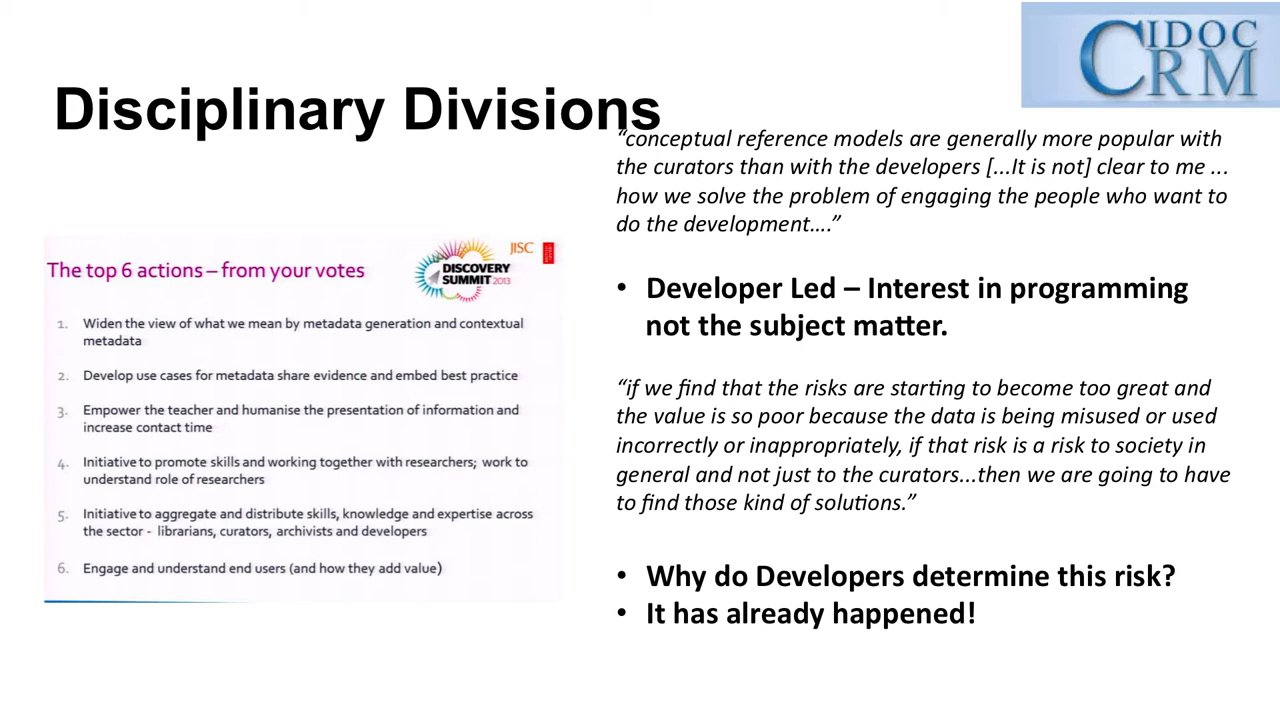 CIDOC
CRM
Disciplinary Divisions
“conceptual reference models are generally more popular with
the curators than with the developers [...It is not] clear to me ...
how we solve the problem of engaging the people who want to
do the development....”
JISC
The top 6 actions – from your votes
DISCOVERY
SUMMIT 2013
1. Widen the view of what we mean by metadata generation and contextual
metadata
2. Develop use cases for metadata share evidence and embed best practice
3. Empower the teacher and humanise the presentation of information and
increase contact time
4. Initiative to promote skills and working together with researchers; work to
understand role of researchers
5. Initiative to aggregate and distribute skills, knowledge and expertise across
the sector - librarians, curators, archivists and developers
6. Engage and understand end users (and how they add value)
• Developer Led – Interest in programming
not the subject matter.
“if we find that the risks are starting to become too great and
the value is so poor because the data is being misused or used
incorrectly or inappropriately, if that risk is a risk to society in
general and not just to the curators...then we are going to have
to find those kind of solutions.”
• Why do Developers determine this risk?
• It has already happened!